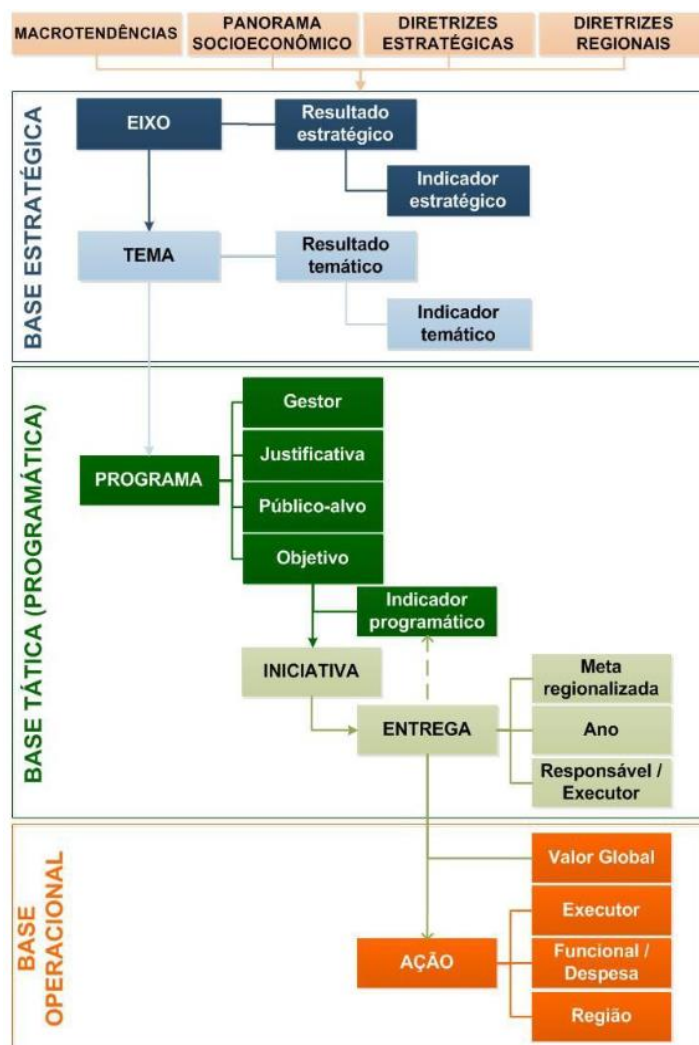 MACROTENDÊNCIAS
PANORAMA
SOCIOECONÔMICO
DIRETRIZES
ESTRATÉGICAS
DIRETRIZES
REGIONAIS
BASE ESTRATÉGICA
EIXO
Resultado
estratégico
Indicador
estratégico
TEMA
Resultado
temático
Indicador
temático
BASE TÁTICA (PROGRAMÁTICA)
PROGRAMA
Gestor
Justificativa
Público-alvo
Objetivo
Indicador
programático
INICIATIVA
ENTREGA
Meta
regionalizada
Ano
Responsável /
Executor
BASE
OPERACIONAL
Valor Global
AÇÃO
Executor
Funcional /
Despesa
Região